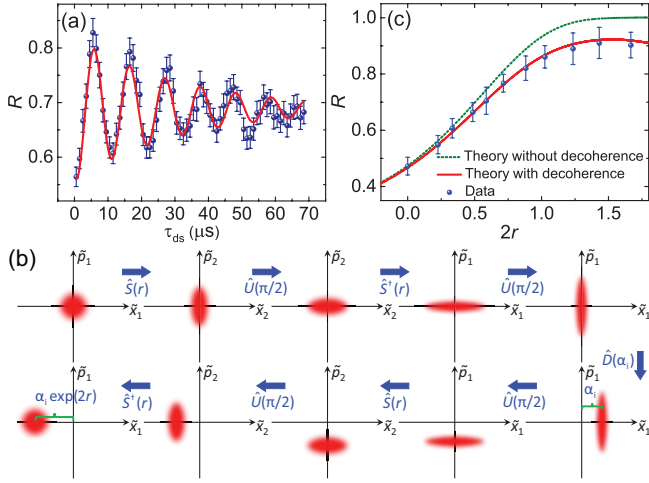 (a)
0.8
0.7
0.6
R
0 10 20 30 40 50 60 70
τds (μs)
(c)
1.0
0.8
0.6
0.4
R
Theory without decoherence
Theory with decoherence
Data
0.0 0.5 1.0 1.5
2r
(b)
p̃1 p̃2 p̃2 p̃1 p̃1
Ŝ(r) Û(π/2) Ŝ†(r) Û(π/2)
x̃1 x̃2 x̃2 x̃1 x̃1
D̂(αi)
p̃1 p̃2 p̃2 p̃1 p̃1
Ŝ†(r) Û(π/2) Ŝ(r) Û(π/2)
αi exp(2r) αi
x̃1 x̃2 x̃2 x̃1 x̃1